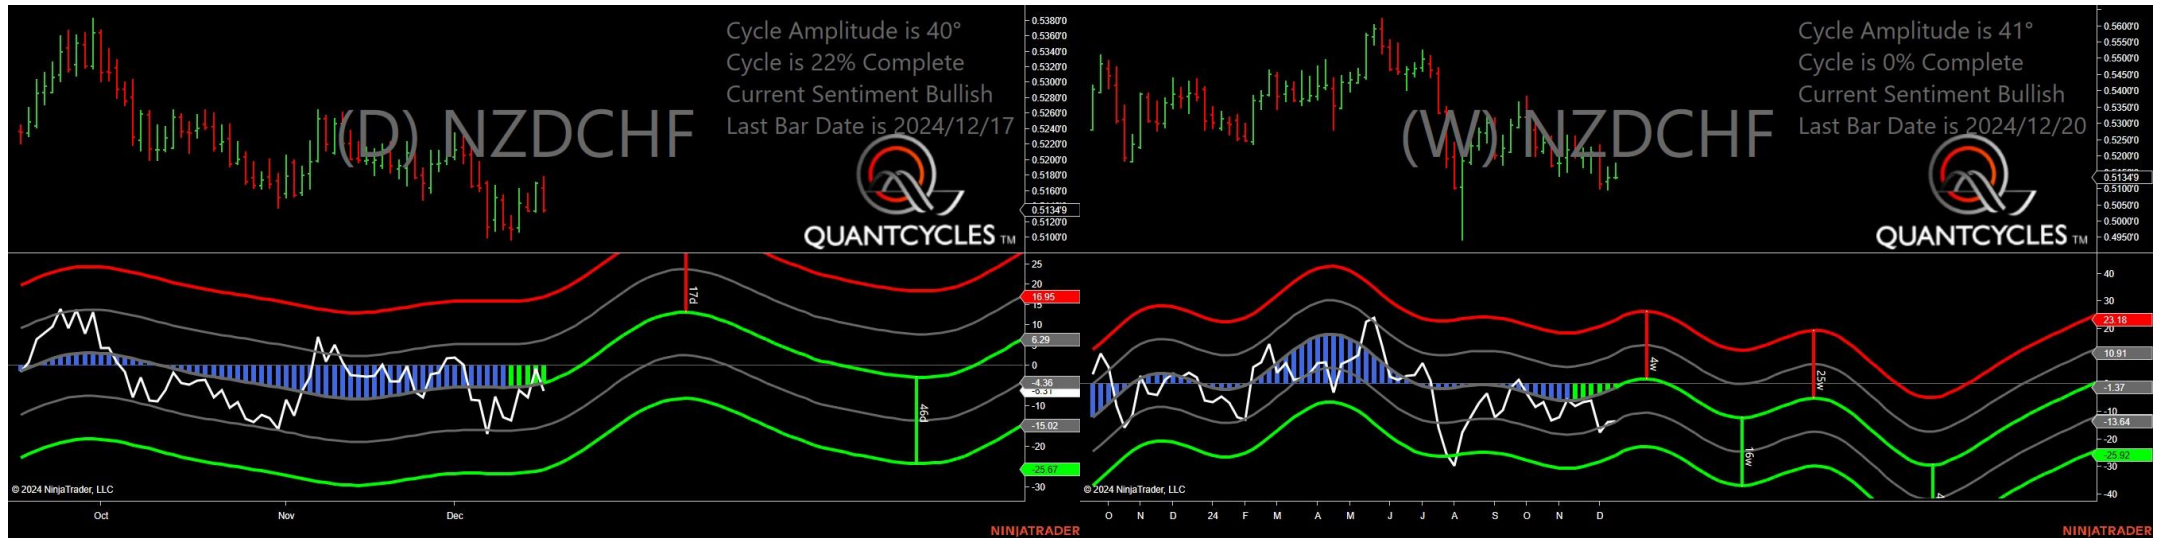 Cycle Amplitude is 40°
Cycle is 22% Complete
Current Sentiment Bullish
Last Bar Date is 2024/12/17
(D) NZDCHF
QUANTCYCLES TM
0.5380'0
0.5360'0
0.5340'0
0.5320'0
0.5300'0
0.5280'0
0.5260'0
0.5240'0
0.5220'0
0.5200'0
0.5180'0
0.5160'0
0.5134'9
0.5120'0
0.5100'0
17d
46d
25
20
16.95
15
10
6.29
5
0
-4.36
-10
-15.02
-20
-25.67
-30
© 2024 NinjaTrader, LLC
Oct Nov Dec
NINJATRADER
Cycle Amplitude is 41°
Cycle is 0% Complete
Current Sentiment Bullish
Last Bar Date is 2024/12/20
(W) NZDCHF
QUANTCYCLES TM
0.5600'0
0.5550'0
0.5500'0
0.5450'0
0.5400'0
0.5350'0
0.5300'0
0.5250'0
0.5200'0
0.5134'9
0.5100'0
0.5050'0
0.5000'0
0.4950'0
4w
16w
25w
40
30
23.18
20
10.91
-1.37
-10
-13.64
-20
-25.92
-30
-40
© 2024 NinjaTrader, LLC
O N D 24 F M A M J J A S O N D
NINJATRADER